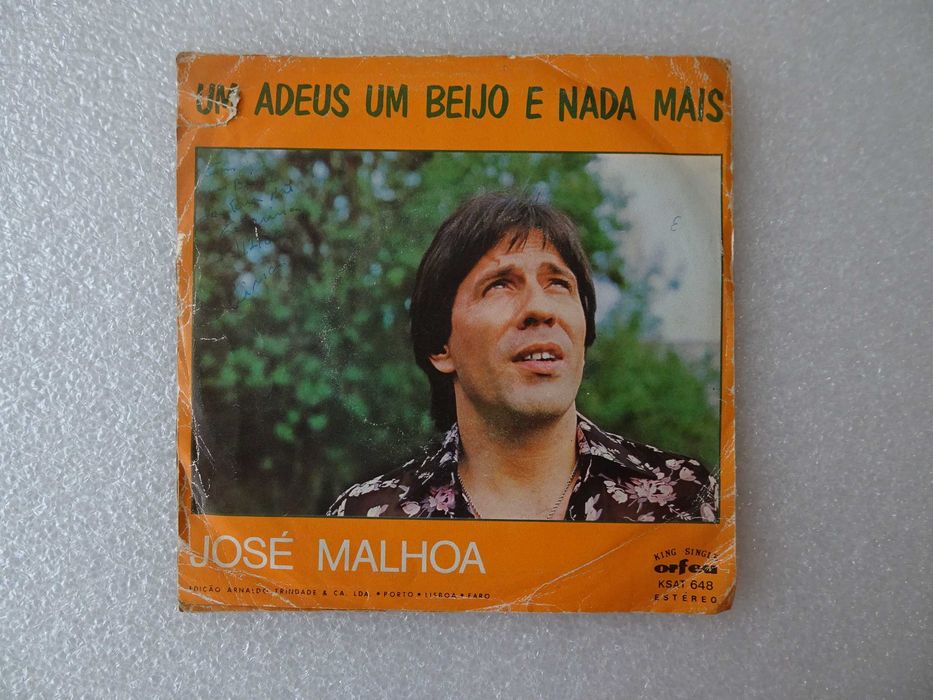 UM ADEUS UM BEIJO E NADA MAIS
E
JOSÉ MALHOA
EDIÇÃO ARNALDO TRINDADE & CA. LDA. * PORTO * LISBOA * FARO
KING SINGLE
orfeu
KSAT 648
ESTÉREO